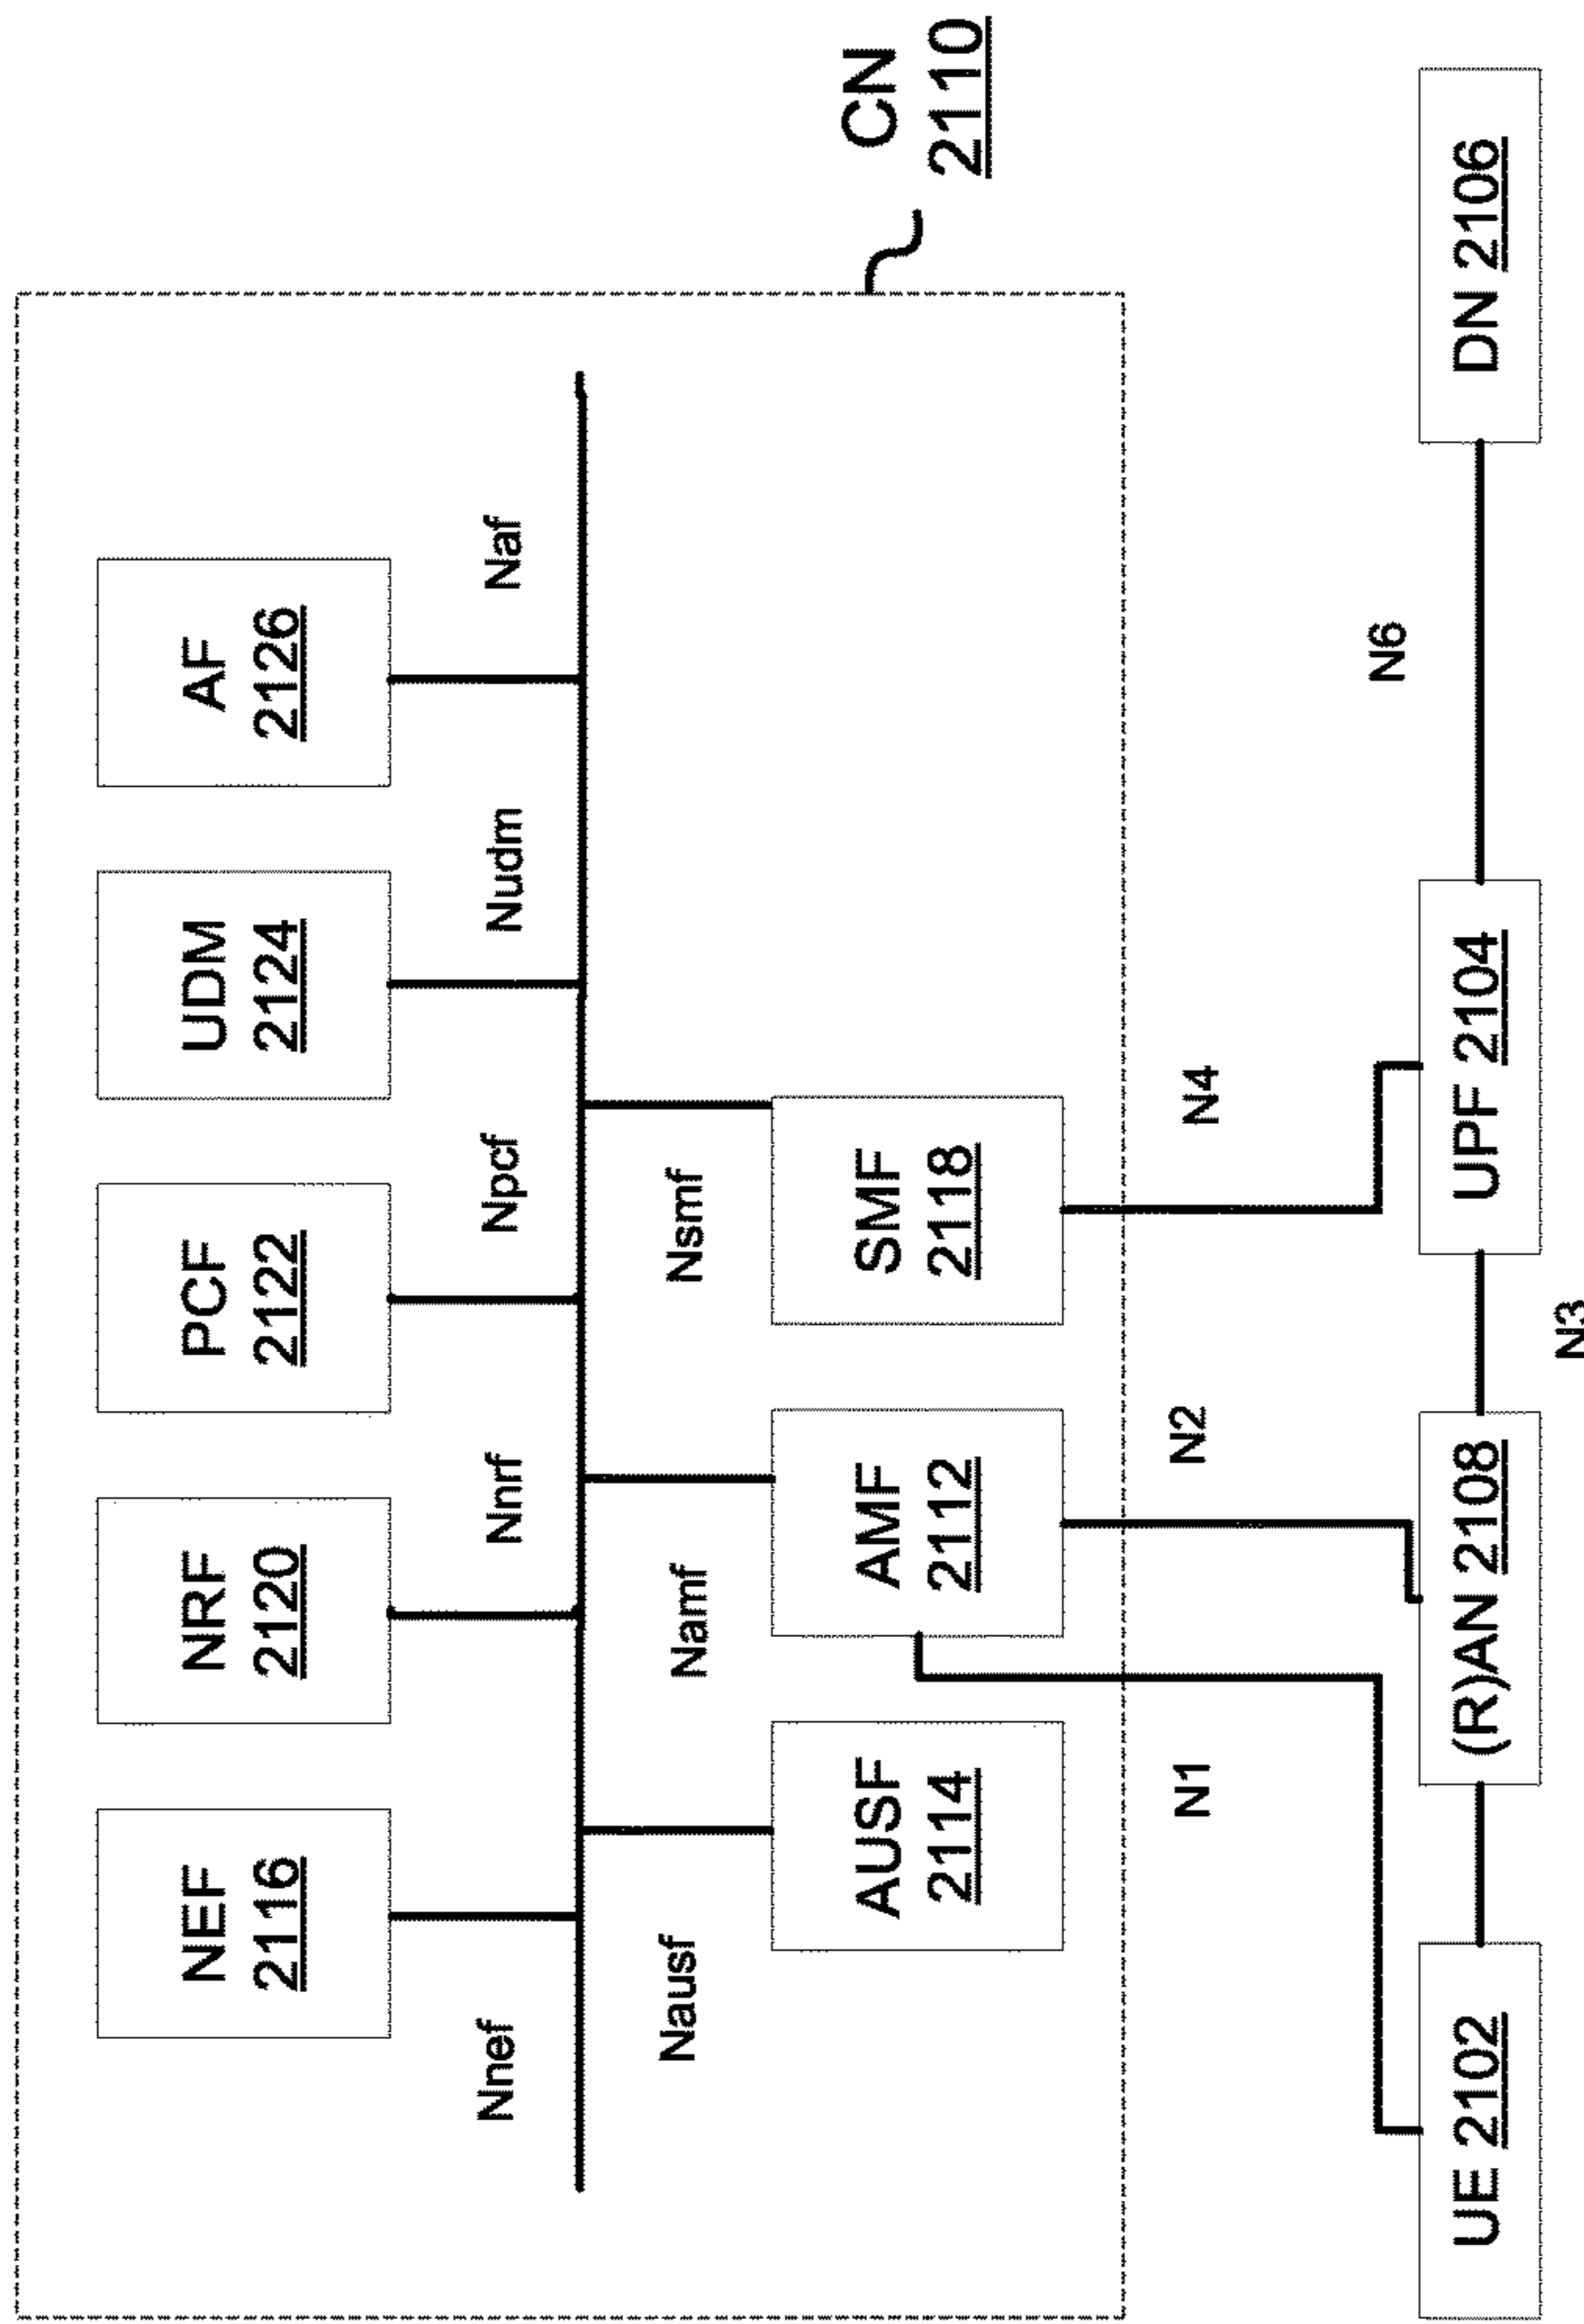 NEF
2116
NRF
2120
PCF
2122
UDM
2124
AF
2126
Nnef
Nnrf
Npcf
Nudm
Naf
Nausf
Namf
Nsmf
AUSF
2114
AMF
2112
SMF
2118
CN
2110
N1
N2
N4
N6
UE 2102
(R)AN 2108
UPF 2104
DN 2106
N3